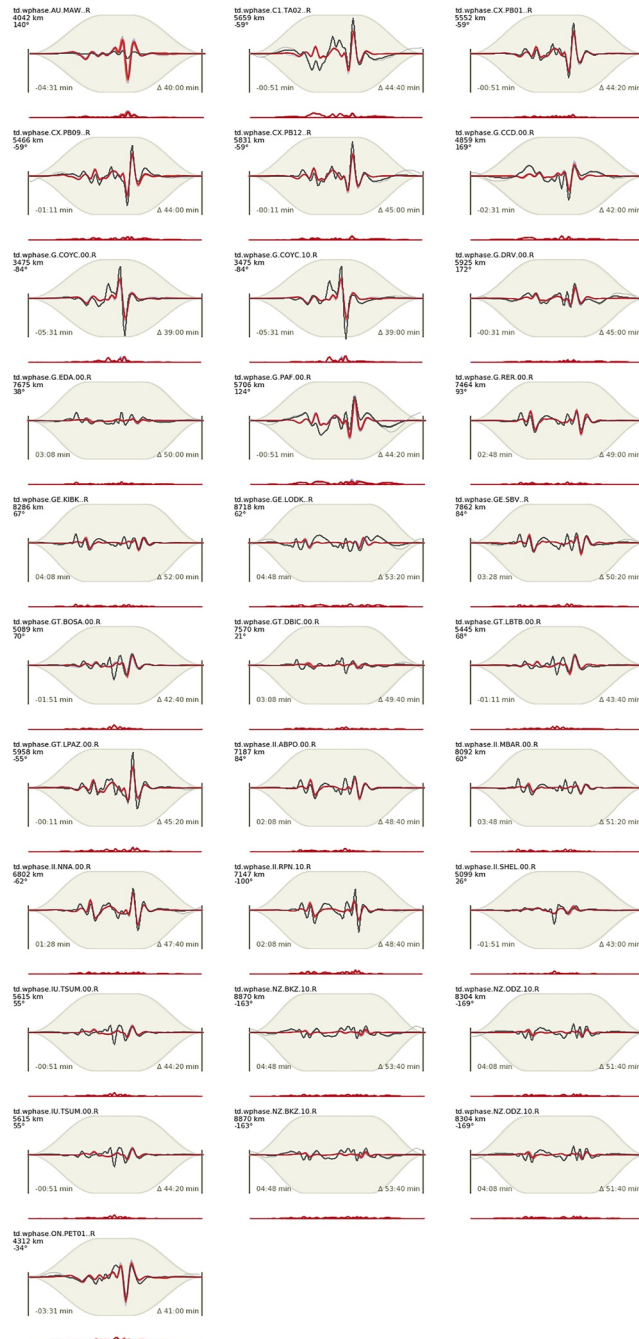 td.wphase.AU.MAW..R
4042 km
140°
-04:31 min
Δ 40:00 min
td.wphase.C1.TA02..R
5659 km
-59°
-00:51 min
Δ 44:40 min
td.wphase.CX.PB01..R
5552 km
-59°
-00:51 min
Δ 44:20 min
td.wphase.CX.PB09..R
5466 km
-59°
-01:11 min
Δ 44:00 min
td.wphase.CX.PB12..R
5831 km
-59°
-00:11 min
Δ 45:00 min
td.wphase.G.CCD.00.R
4859 km
169°
-02:31 min
Δ 42:00 min
td.wphase.G.COYC.00.R
3475 km
-84°
-05:31 min
Δ 39:00 min
td.wphase.G.COYC.10.R
3475 km
-84°
-05:31 min
Δ 39:00 min
td.wphase.G.DRV.00.R
5925 km
172°
-00:31 min
Δ 45:00 min
td.wphase.G.EDA.00.R
7675 km
38°
03:08 min
Δ 50:00 min
td.wphase.G.PAF.00.R
5706 km
124°
-00:51 min
Δ 44:20 min
td.wphase.G.RER.00.R
7464 km
93°
02:48 min
Δ 49:00 min
td.wphase.GE.KIBK..R
8286 km
67°
04:08 min
Δ 52:00 min
td.wphase.GE.LODK..R
8718 km
62°
04:48 min
Δ 53:20 min
td.wphase.GE.SBV..R
7862 km
84°
03:28 min
Δ 50:20 min
td.wphase.GT.BOSA.00.R
5089 km
70°
-01:51 min
Δ 42:40 min
td.wphase.GT.DBIC.00.R
7570 km
21°
03:08 min
Δ 49:40 min
td.wphase.GT.LBTB.00.R
5445 km
68°
-01:11 min
Δ 43:40 min
td.wphase.GT.LPAZ.00.R
5958 km
-55°
-00:11 min
Δ 45:20 min
td.wphase.II.ABPO.00.R
7187 km
84°
02:08 min
Δ 48:40 min
td.wphase.II.MBAR.00.R
8092 km
60°
03:48 min
Δ 51:20 min
td.wphase.II.NNA.00.R
6802 km
-62°
01:28 min
Δ 47:40 min
td.wphase.II.RPN.10.R
7147 km
-100°
02:08 min
Δ 48:40 min
td.wphase.II.SHEL.00.R
5099 km
26°
-01:51 min
Δ 43:00 min
td.wphase.IU.TSUM.00.R
5615 km
55°
-00:51 min
Δ 44:20 min
td.wphase.NZ.BKZ.10.R
8870 km
-163°
04:48 min
Δ 53:40 min
td.wphase.NZ.ODZ.10.R
8304 km
-169°
04:08 min
Δ 51:40 min
td.wphase.IU.TSUM.00.R
5615 km
55°
-00:51 min
Δ 44:20 min
td.wphase.NZ.BKZ.10.R
8870 km
-163°
04:48 min
Δ 53:40 min
td.wphase.NZ.ODZ.10.R
8304 km
-169°
04:08 min
Δ 51:40 min
td.wphase.ON.PET01..R
4312 km
-34°
-03:31 min
Δ 41:00 min